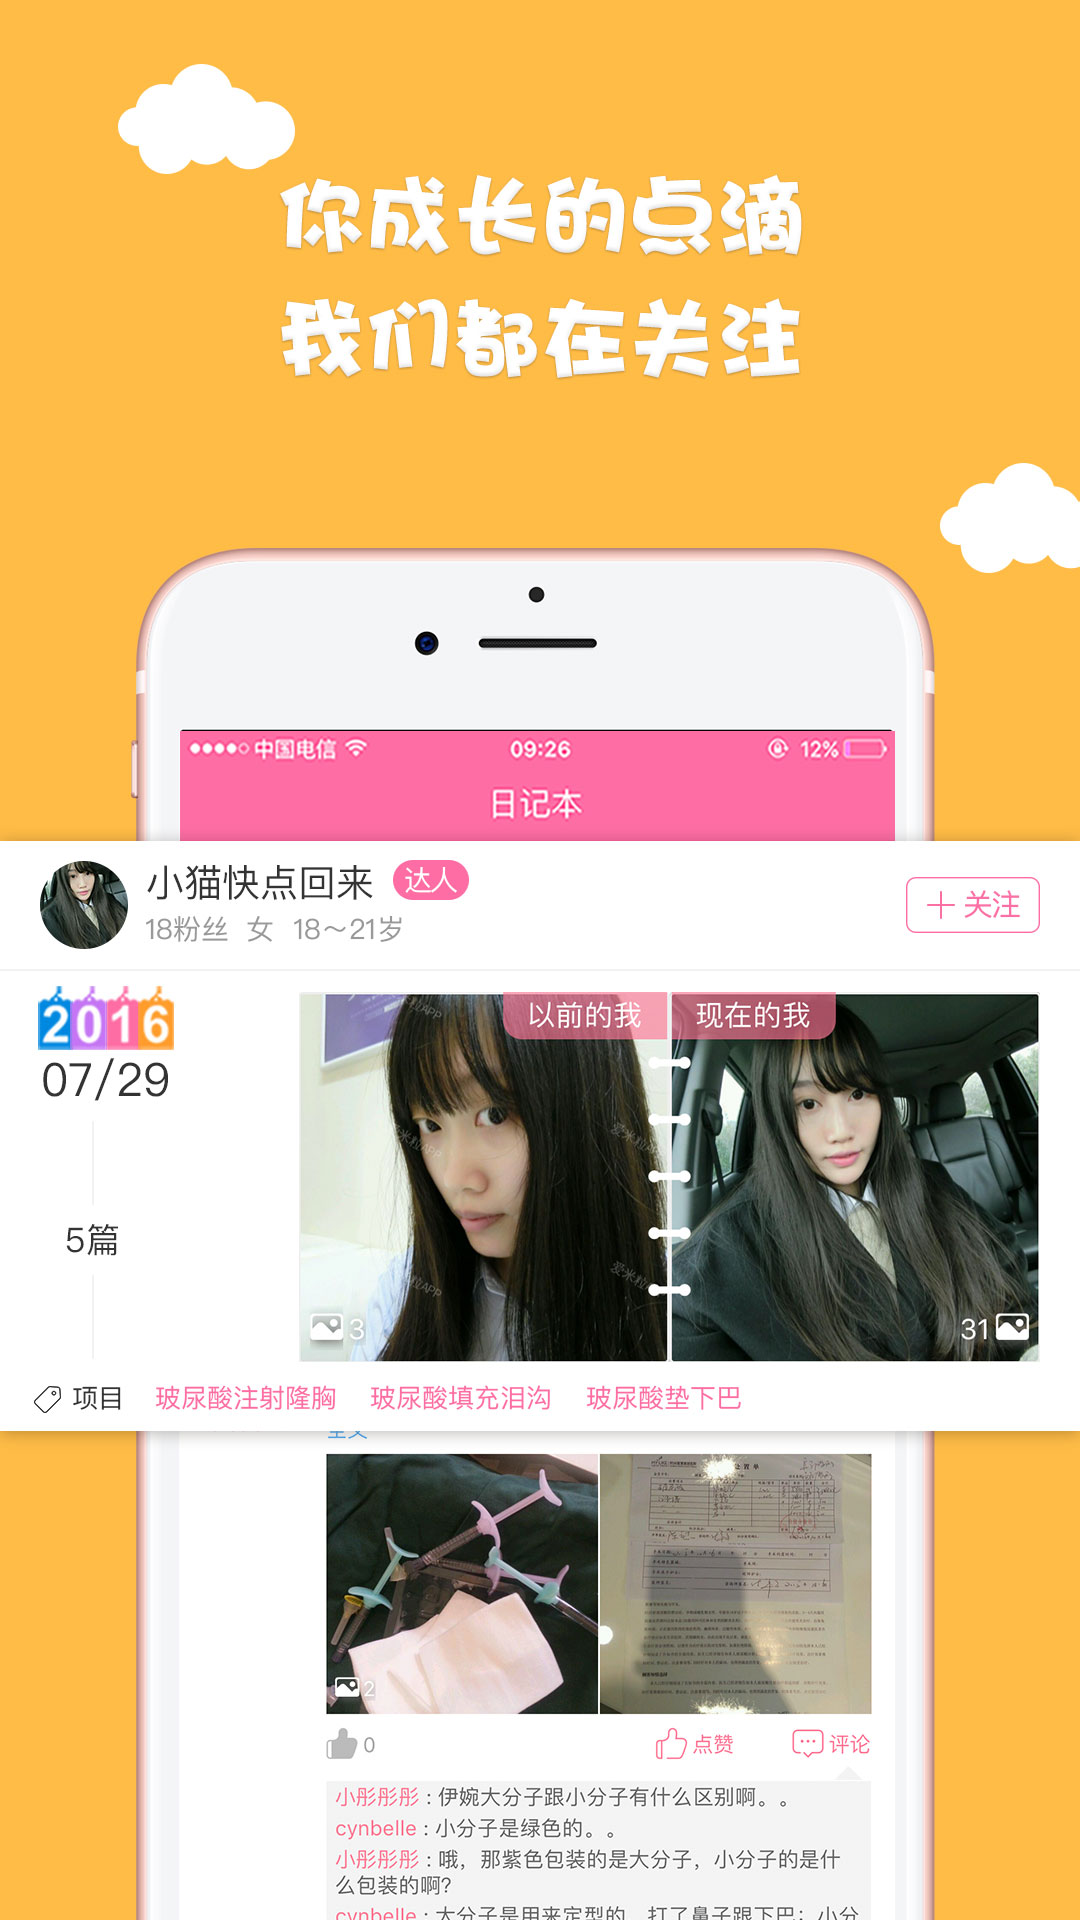 你成长的点滴
我们都在关注
中国电信 09:26 12%
日记本
小猫快点回来 达人
18粉丝 女 18～21岁
＋关注
2016
07/29
5篇
以前的我 现在的我
爱米粒APP
3 31
项目 玻尿酸注射隆胸 玻尿酸填充泪沟 玻尿酸垫下巴
2
0 点赞 评论
小彤彤彤：伊婉大分子跟小分子有什么区别啊。。
cynbelle：小分子是绿色的。。
小彤彤彤：哦，那紫色包装的是大分子，小分子的是什
么包装的啊？
cynbelle：大分子是用来定型的，打了鼻子跟下巴；小分